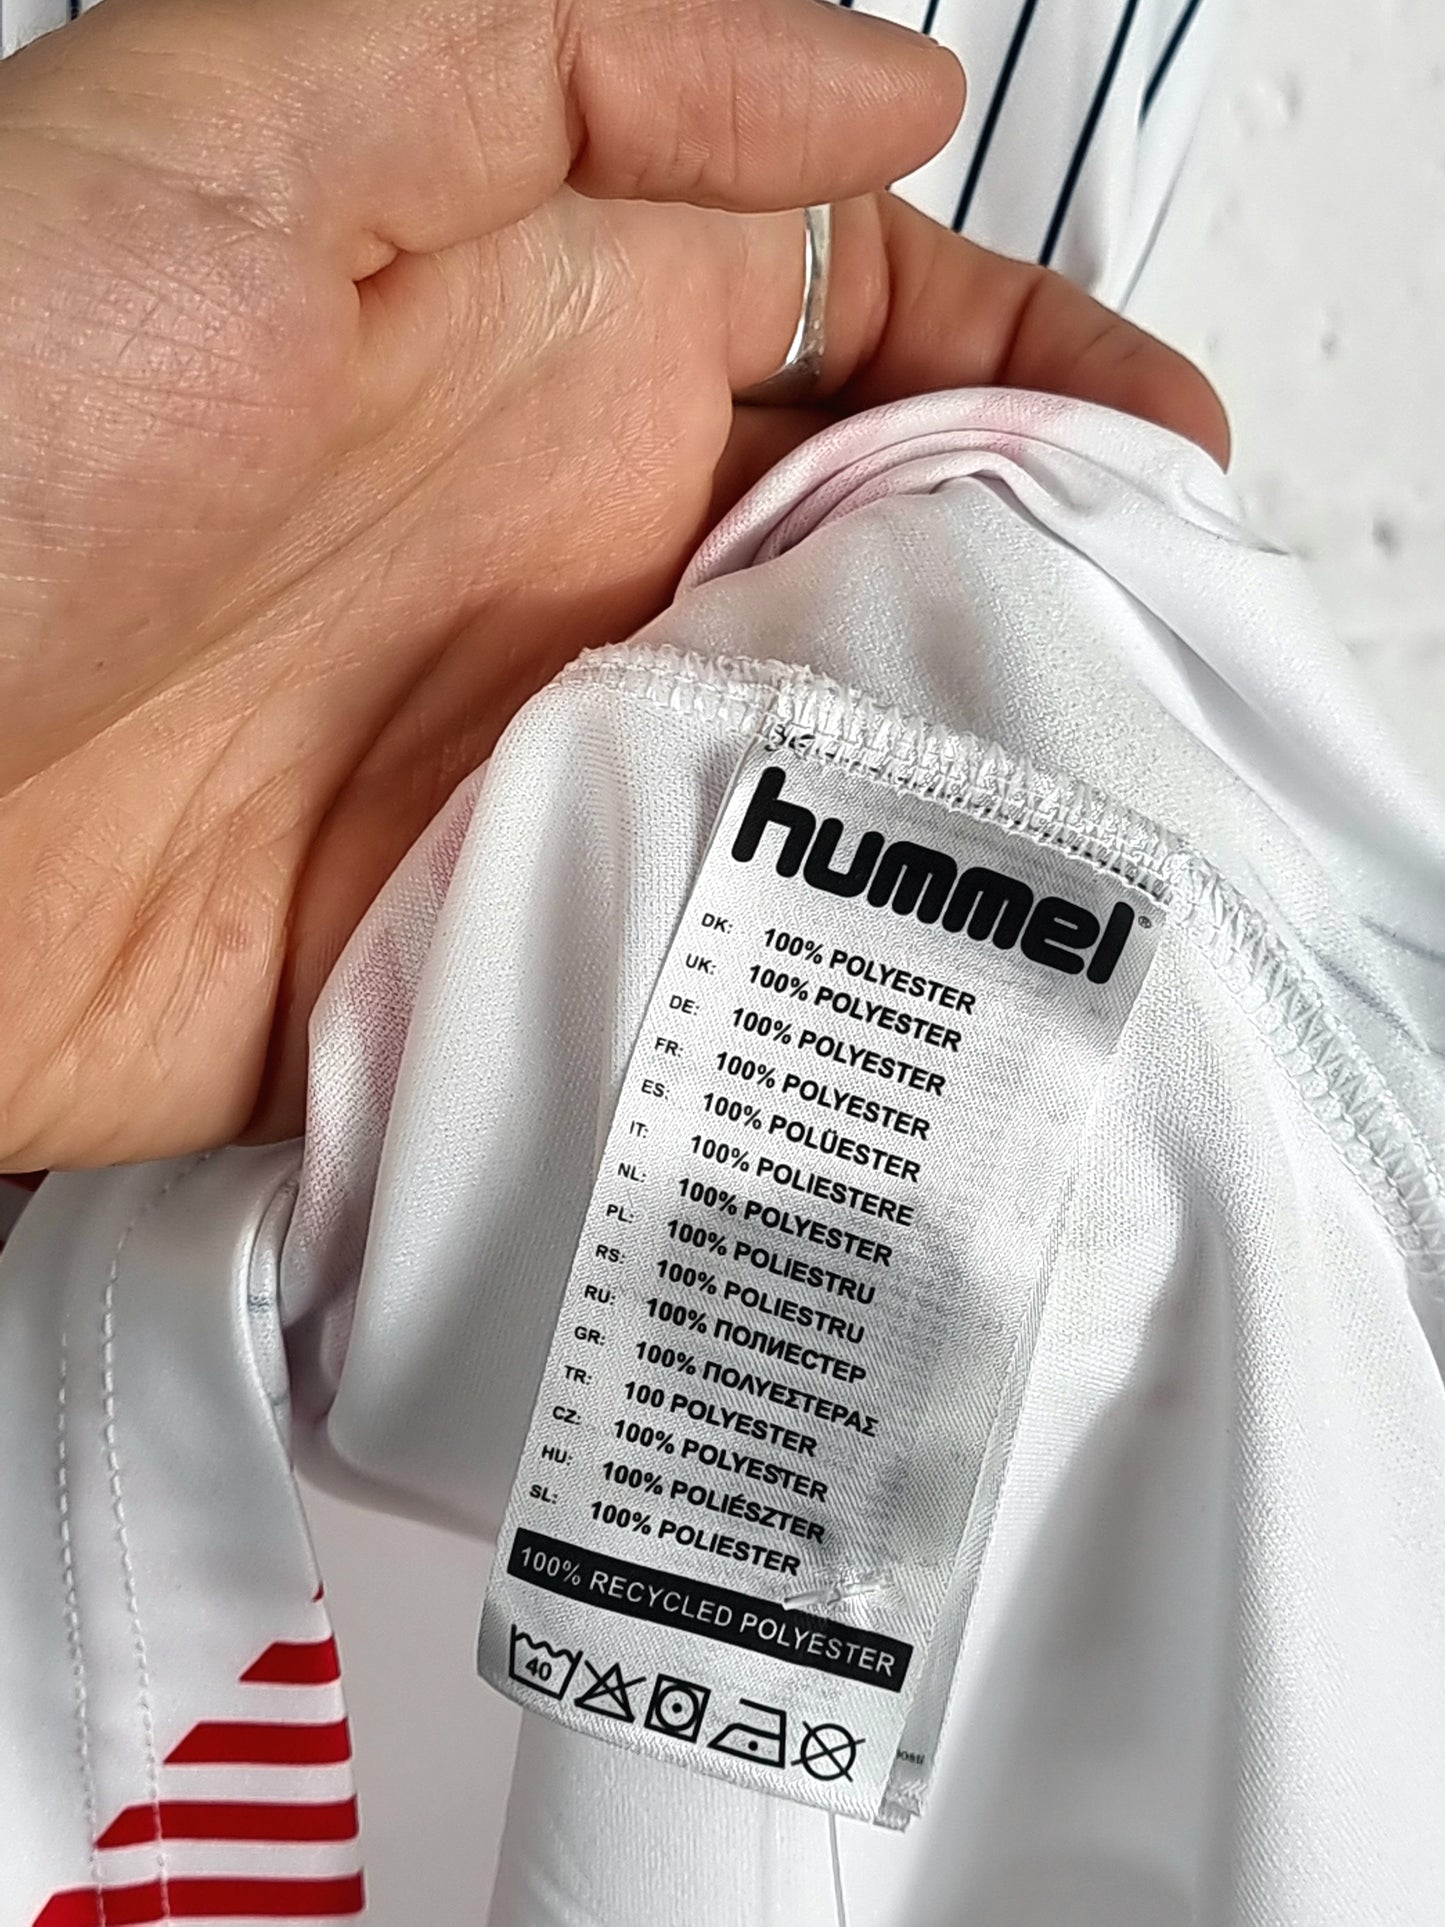 36
hummel®
DK: 100% POLYESTER
UK: 100% POLYESTER
DE: 100% POLYESTER
FR: 100% POLYESTER
ES: 100% POLÜESTER
IT: 100% POLIESTERE
NL: 100% POLYESTER
PL: 100% POLIESTRU
RS: 100% POLIESTRU
RU: 100% ПОЛИЕСТЕР
GR: 100% ΠΟΛΥΕΣΤΕΡΑΣ
TR: 100 POLYESTER
CZ: 100% POLYESTER
HU: 100% POLIÉSZTER
SL: 100% POLIESTER
100% RECYCLED POLYESTER
40